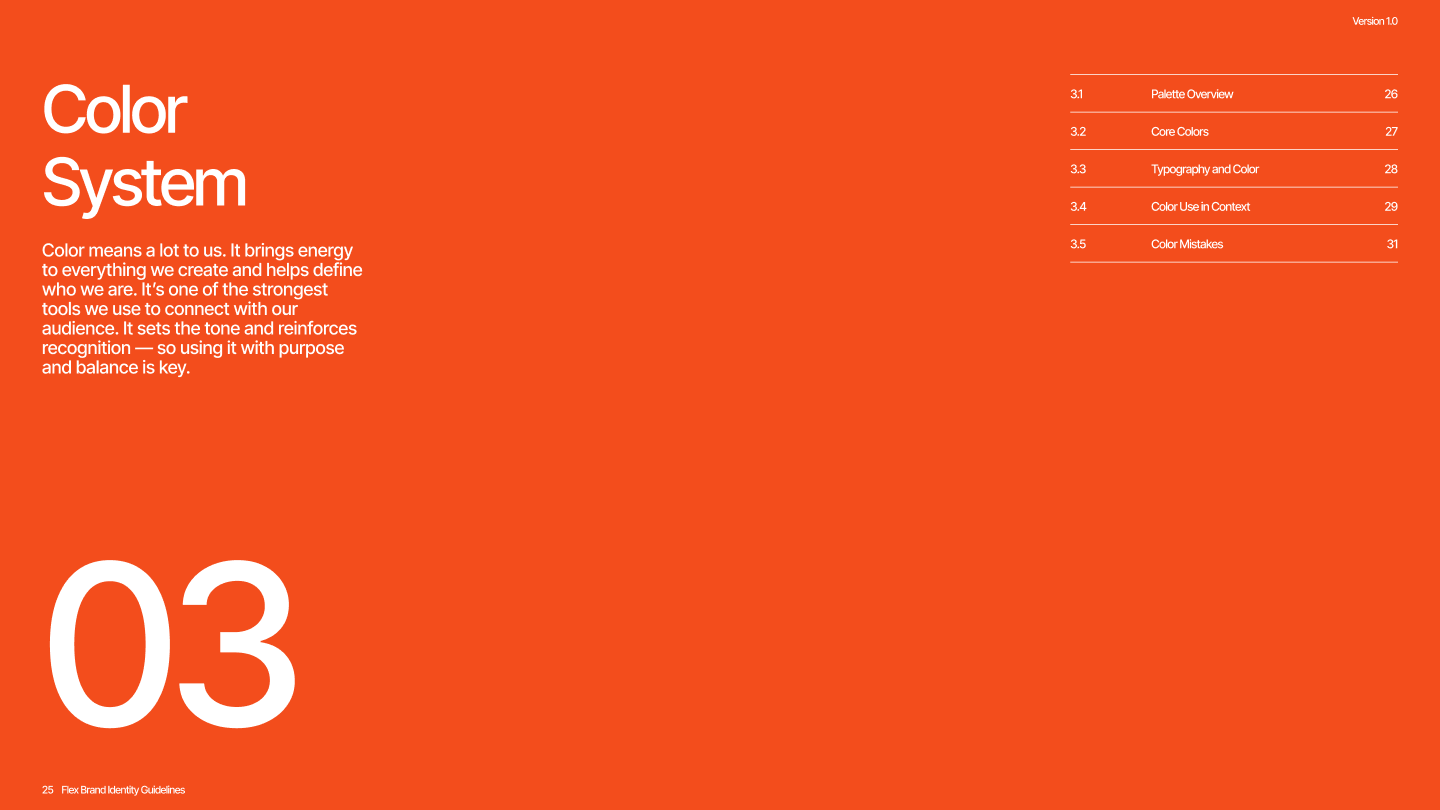 Version 1.0
Color
System
Color means a lot to us. It brings energy
to everything we create and helps define
who we are. It’s one of the strongest
tools we use to connect with our
audience. It sets the tone and reinforces
recognition — so using it with purpose
and balance is key.
3.1 Palette Overview 26
3.2 Core Colors 27
3.3 Typography and Color 28
3.4 Color Use in Context 29
3.5 Color Mistakes 31
03
25 Flex Brand Identity Guidelines